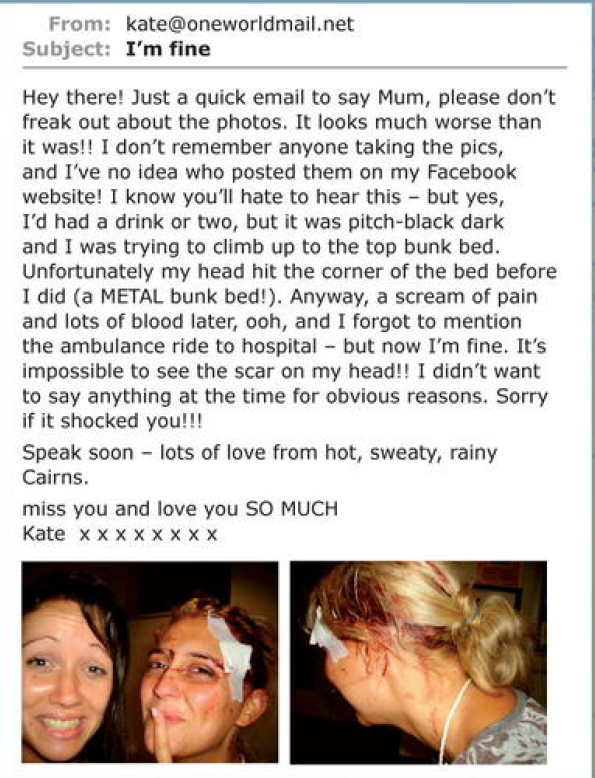 From: kate@oneworldmail.net
Subject: I’m fine
Hey there! Just a quick email to say Mum, please don’t
freak out about the photos. It looks much worse than
it was!! I don’t remember anyone taking the pics,
and I’ve no idea who posted them on my Facebook
website! I know you’ll hate to hear this – but yes,
I’d had a drink or two, but it was pitch-black dark
and I was trying to climb up to the top bunk bed.
Unfortunately my head hit the corner of the bed before
I did (a METAL bunk bed!). Anyway, a scream of pain
and lots of blood later, ooh, and I forgot to mention
the ambulance ride to hospital – but now I’m fine. It’s
impossible to see the scar on my head!! I didn’t want
to say anything at the time for obvious reasons. Sorry
if it shocked you!!!
Speak soon – lots of love from hot, sweaty, rainy
Cairns.
miss you and love you SO MUCH
Kate x x x x x x x x